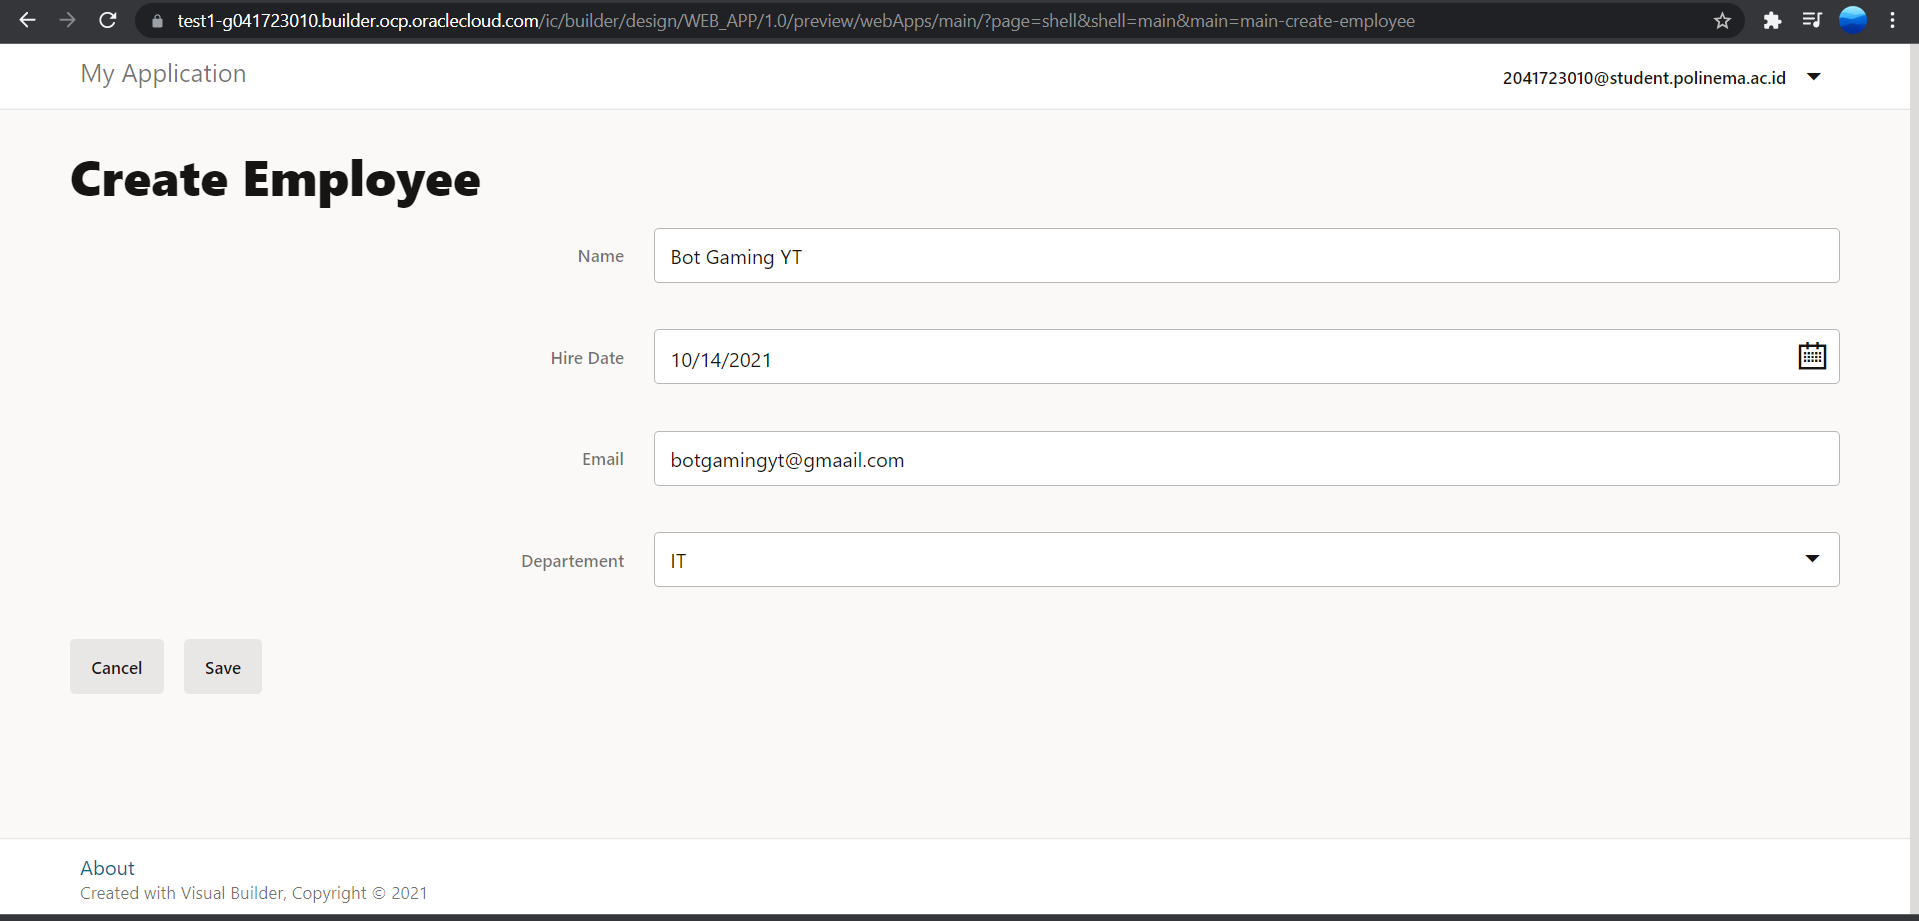 test1-g041723010.builder.ocp.oraclecloud.com/ic/builder/design/WEB_APP/1.0/preview/webApps/main/?page=shell&shell=main&main=main-create-employee
My Application
2041723010@student.polinema.ac.id
Create Employee
Name
Bot Gaming YT
Hire Date
10/14/2021
Email
botgamingyt@gmaail.com
Departement
IT
Cancel
Save
About
Created with Visual Builder, Copyright © 2021